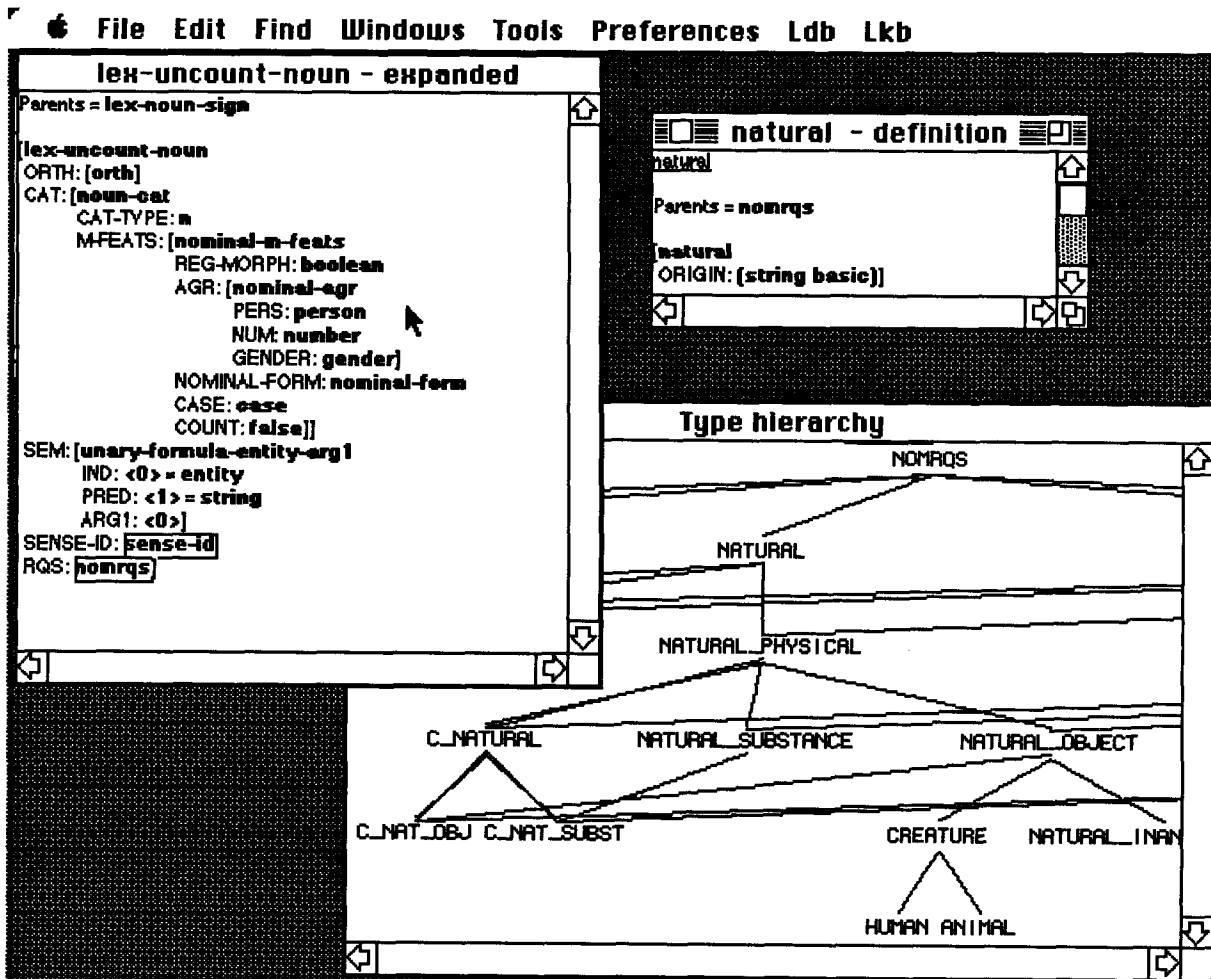 File Edit Find Windows Tools Preferences Ldb Lkb
lex-uncount-noun - expanded
Parents = lex-noun-sign
[lex-uncount-noun
ORTH: [orth]
CAT: [noun-cat
CAT-TYPE: n
M-FEATS: [nominal-m-feats
REG-MORPH: boolean
AGR: [nominal-agr
PERS: person
NUM: number
GENDER: gender]
NOMINAL-FORM: nominal-form
CASE: case
COUNT: false]]
SEM: [unary-formula-entity-arg1
IND: <0> = entity
PRED: <1> = string
ARG1: <0>]
SENSE-ID: sense-id
RQS: nomrqs]
natural - definition
natural
Parents = nomrqs
[natural
ORIGIN: (string basic)]
Type hierarchy
NOMRQS
NATURAL
NATURAL_PHYSICAL
C_NATURAL NATURAL_SUBSTANCE NATURAL_OBJECT
C_NAT_OBJ C_NAT_SUBST CREATURE NATURAL_INAN
HUMAN ANIMAL